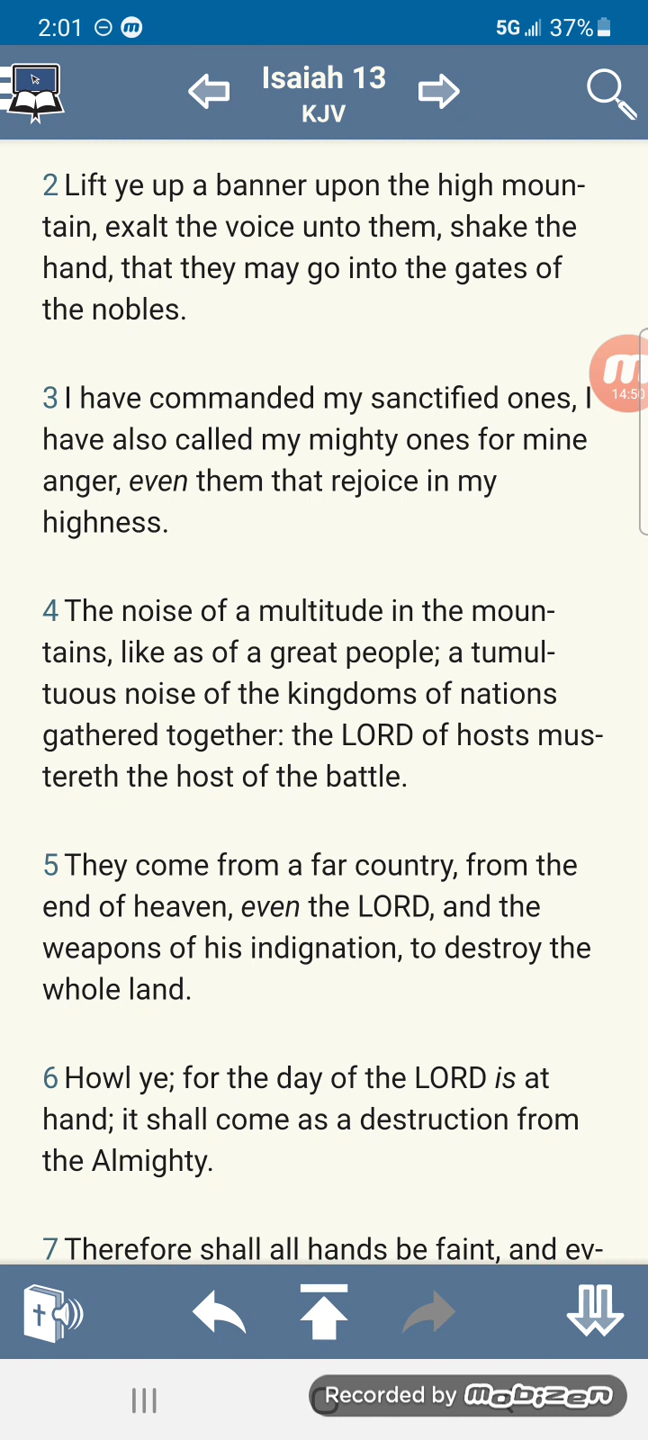 2:01
5G 37%
Isaiah 13
KJV
2 Lift ye up a banner upon the high moun-
tain, exalt the voice unto them, shake the
hand, that they may go into the gates of
the nobles.
14:50
3 I have commanded my sanctified ones, I
have also called my mighty ones for mine
anger, even them that rejoice in my
highness.
4 The noise of a multitude in the moun-
tains, like as of a great people; a tumul-
tuous noise of the kingdoms of nations
gathered together: the LORD of hosts mus-
tereth the host of the battle.
5 They come from a far country, from the
end of heaven, even the LORD, and the
weapons of his indignation, to destroy the
whole land.
6 Howl ye; for the day of the LORD is at
hand; it shall come as a destruction from
the Almighty.
7 Therefore shall all hands be faint, and ev-
Recorded by mobizen